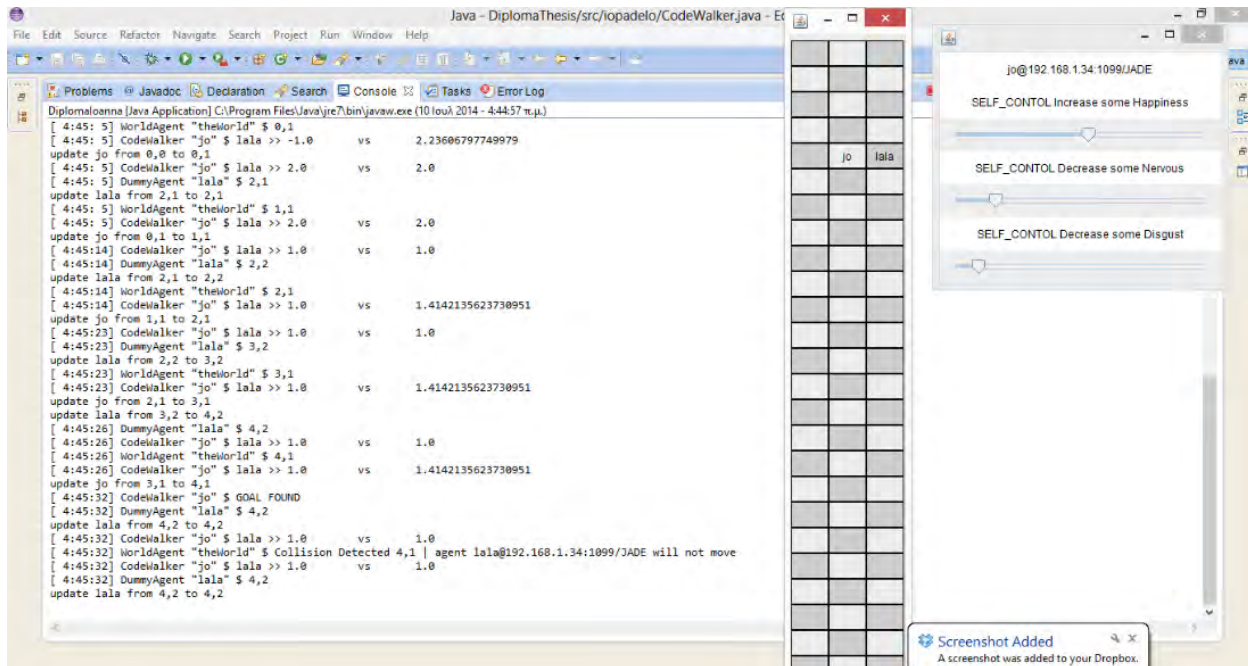 Java - DiplomaThesis/src/iopadelo/CodeWalker.java - Ec
File Edit Source Refactor Navigate Search Project Run Window Help
Problems @ Javadoc Declaration Search Console Tasks Error Log
DiplomaIoanna [Java Application] C:\Program Files\Java\jre7\bin\javaw.exe (10 Ιουλ 2014 - 4:44:57 π.μ.)
[ 4:45: 5] WorldAgent "theWorld" $ 0,1
[ 4:45: 5] CodeWalker "jo" $ lala >> -1.0 vs 2.23606797749979
update jo from 0,0 to 0,1
[ 4:45: 5] CodeWalker "jo" $ lala >> 2.0 vs 2.0
[ 4:45: 5] DummyAgent "lala" $ 2,1
update lala from 2,1 to 2,1
[ 4:45: 5] WorldAgent "theWorld" $ 1,1
[ 4:45: 5] CodeWalker "jo" $ lala >> 2.0 vs 2.0
update jo from 0,1 to 1,1
[ 4:45:14] CodeWalker "jo" $ lala >> 1.0 vs 1.0
[ 4:45:14] DummyAgent "lala" $ 2,2
update lala from 2,1 to 2,2
[ 4:45:14] WorldAgent "theWorld" $ 2,1
[ 4:45:14] CodeWalker "jo" $ lala >> 1.0 vs 1.4142135623730951
update jo from 1,1 to 2,1
[ 4:45:23] CodeWalker "jo" $ lala >> 1.0 vs 1.0
[ 4:45:23] DummyAgent "lala" $ 3,2
update lala from 2,2 to 3,2
[ 4:45:23] WorldAgent "theWorld" $ 3,1
[ 4:45:23] CodeWalker "jo" $ lala >> 1.0 vs 1.4142135623730951
update jo from 2,1 to 3,1
update lala from 3,2 to 4,2
[ 4:45:26] DummyAgent "lala" $ 4,2
[ 4:45:26] CodeWalker "jo" $ lala >> 1.0 vs 1.0
[ 4:45:26] WorldAgent "theWorld" $ 4,1
[ 4:45:26] CodeWalker "jo" $ lala >> 1.0 vs 1.4142135623730951
update jo from 3,1 to 4,1
[ 4:45:32] CodeWalker "jo" $ GOAL FOUND
[ 4:45:32] DummyAgent "lala" $ 4,2
update lala from 4,2 to 4,2
[ 4:45:32] CodeWalker "jo" $ lala >> 1.0 vs 1.0
[ 4:45:32] WorldAgent "theWorld" $ Collision Detected 4,1 | agent lala@192.168.1.34:1099/JADE will not move
[ 4:45:32] CodeWalker "jo" $ lala >> 1.0 vs 1.0
[ 4:45:32] DummyAgent "lala" $ 4,2
update lala from 4,2 to 4,2
jo lala
jo@192.168.1.34:1099/JADE
SELF_CONTOL Increase some Happiness
SELF_CONTOL Decrease some Nervous
SELF_CONTOL Decrease some Disgust
ava
Screenshot Added
A screenshot was added to your Dropbox.